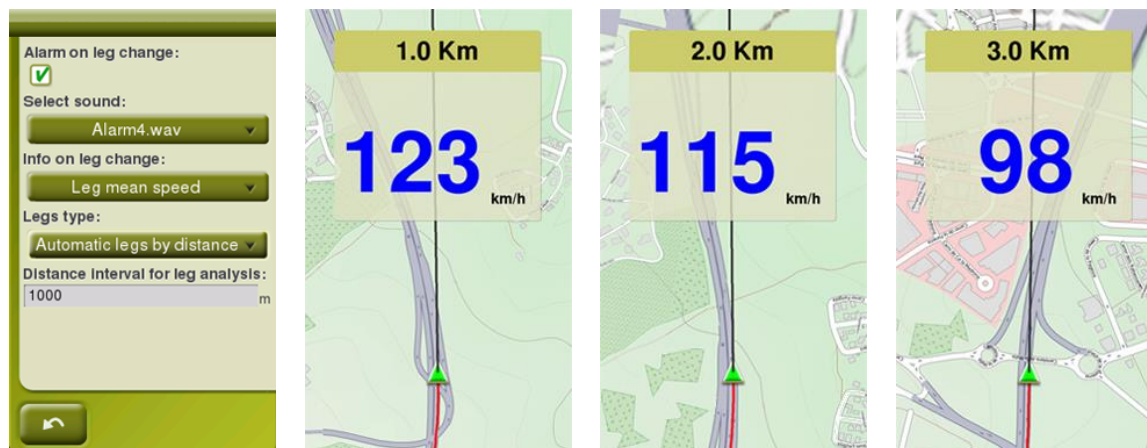 Alarm on leg change:
Select sound:
Alarm4.wav
Info on leg change:
Leg mean speed
Legs type:
Automatic legs by distance
Distance interval for leg analysis:
1000
m
1.0 Km
123
km/h
2.0 Km
115
km/h
3.0 Km
98
km/h